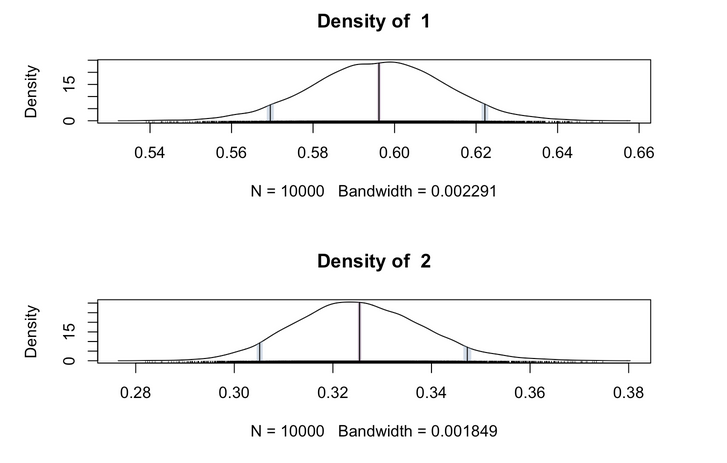 Density of  1
Density
0 15
0.54 0.56 0.58 0.60 0.62 0.64 0.66
N = 10000   Bandwidth = 0.002291
Density of  2
Density
0 15
0.28 0.30 0.32 0.34 0.36 0.38
N = 10000   Bandwidth = 0.001849